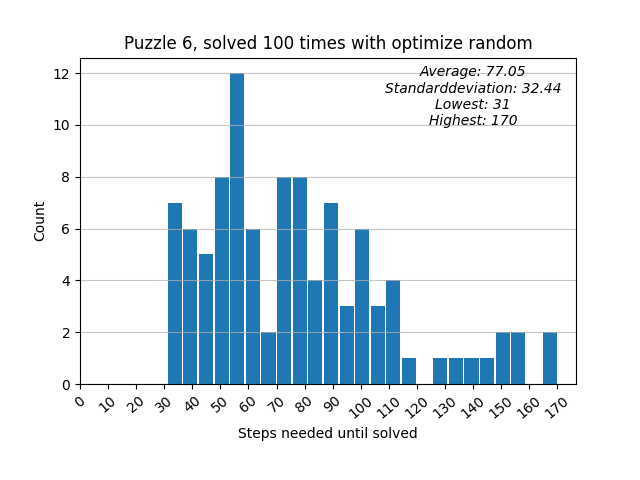 Puzzle 6, solved 100 times with optimize random
Average: 77.05
Standarddeviation: 32.44
Lowest: 31
Highest: 170
12
10
8
6
4
2
0
Count
0 10 20 30 40 50 60 70 80 90 100 110 120 130 140 150 160 170
Steps needed until solved